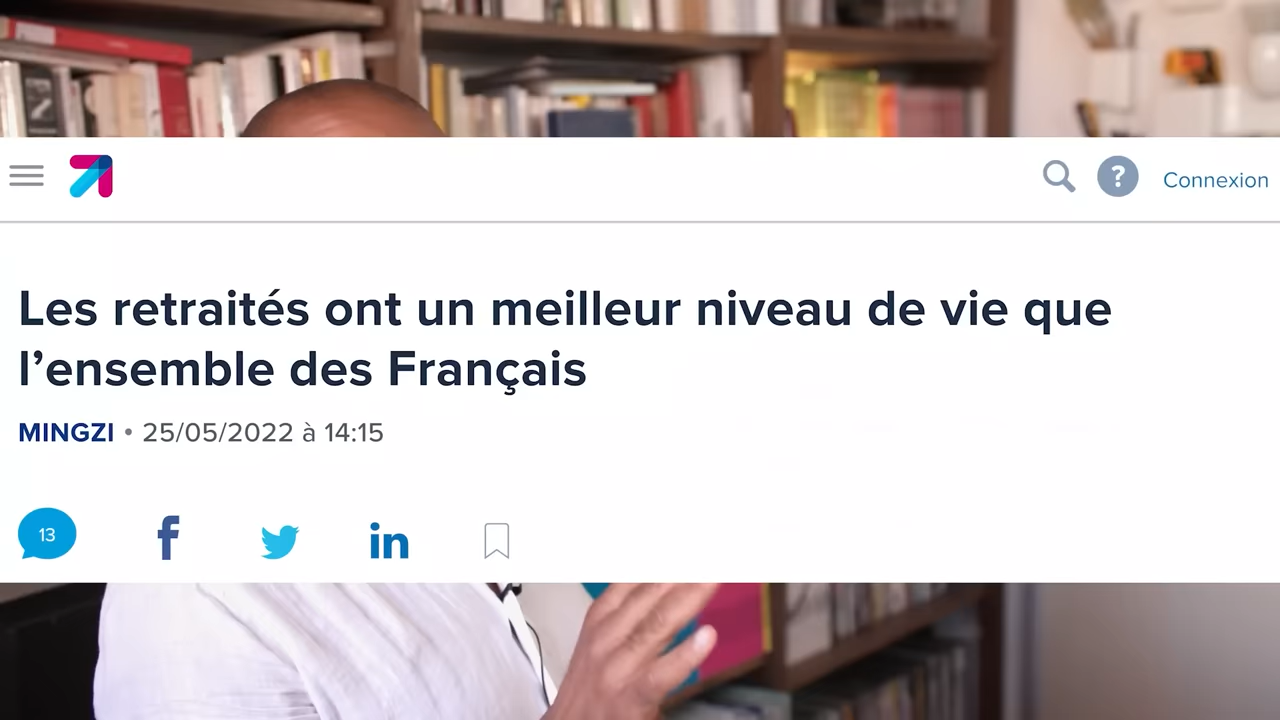 Connexion
Les retraités ont un meilleur niveau de vie que
l’ensemble des Français
MINGZI • 25/05/2022 à 14:15
13